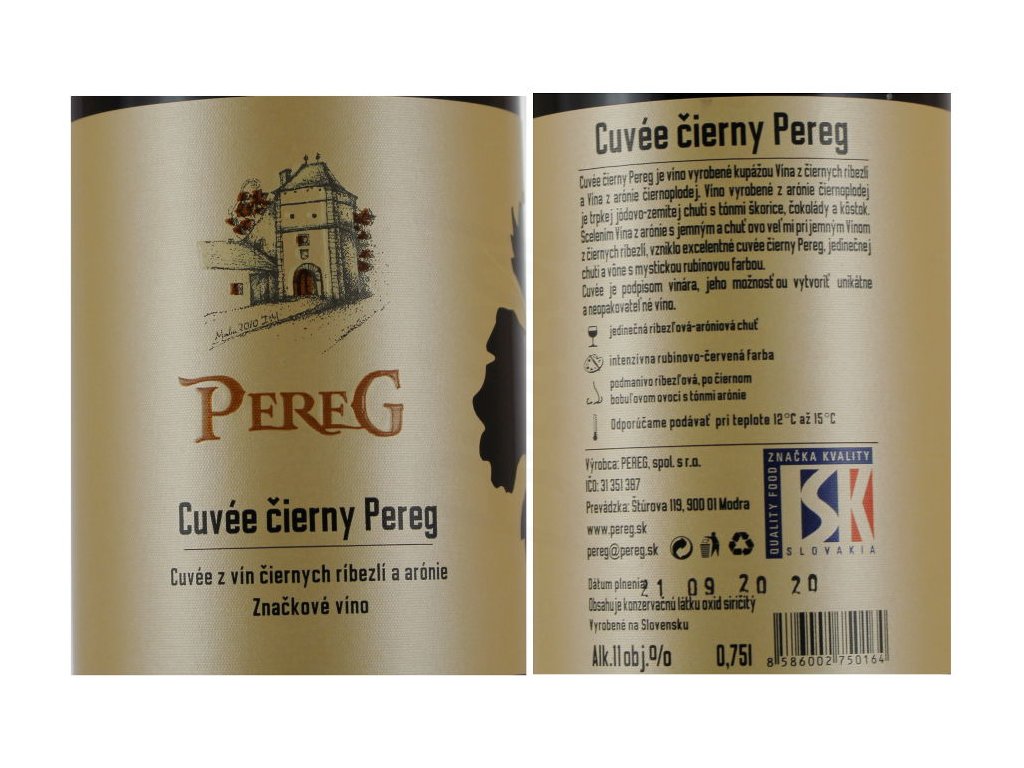 Malu 2010
PEREG
Cuvée čierny Pereg
Cuvée z vín čiernych ríbezlí a arónie
Značkové víno
Cuvée čierny Pereg
Cuvée čierny Pereg je víno vyrobené kupážou Vína z čiernych ríbezlí
a Vína z arónie čiernoplodej. Víno vyrobené z arónie čiernoplodej
je trpkej jódovo-zemitej chuti s tónmi škorice, čokolády a kôstok.
Scelením Vína z arónie s jemným a chuťovo veľmi príjemným Vínom
z čiernych ríbezlí, vzniklo excelentné cuvée čierny Pereg, jedinečnej
chuti a vône s mystickou rubínovou farbou.
Cuvée je podpisom vinára, jeho možnosťou vytvoriť unikátne
a neopakovateľné víno.
jedinečná ríbezľová-aróniová chuť
intenzívna rubínovo-červená farba
podmanivo ríbezľová, po čiernom
bobuľovom ovocí s tónmi arónie
Odporúčame podávať pri teplote 12°C až 15°C
Výrobca: PEREG, spol. s r.o.
IČO: 31 351 387
Prevádzka: Štúrova 119, 900 01 Modra
www.pereg.sk
pereg@pereg.sk
ZNAČKA KVALITY
QUALITY FOOD
SK
SLOVAKIA
Dátum plnenia: 21 09 20 20
Obsahuje konzervačnú látku oxid siričitý
Vyrobené na Slovensku
Alk.11obj.% 0,75l
8 586002 750164